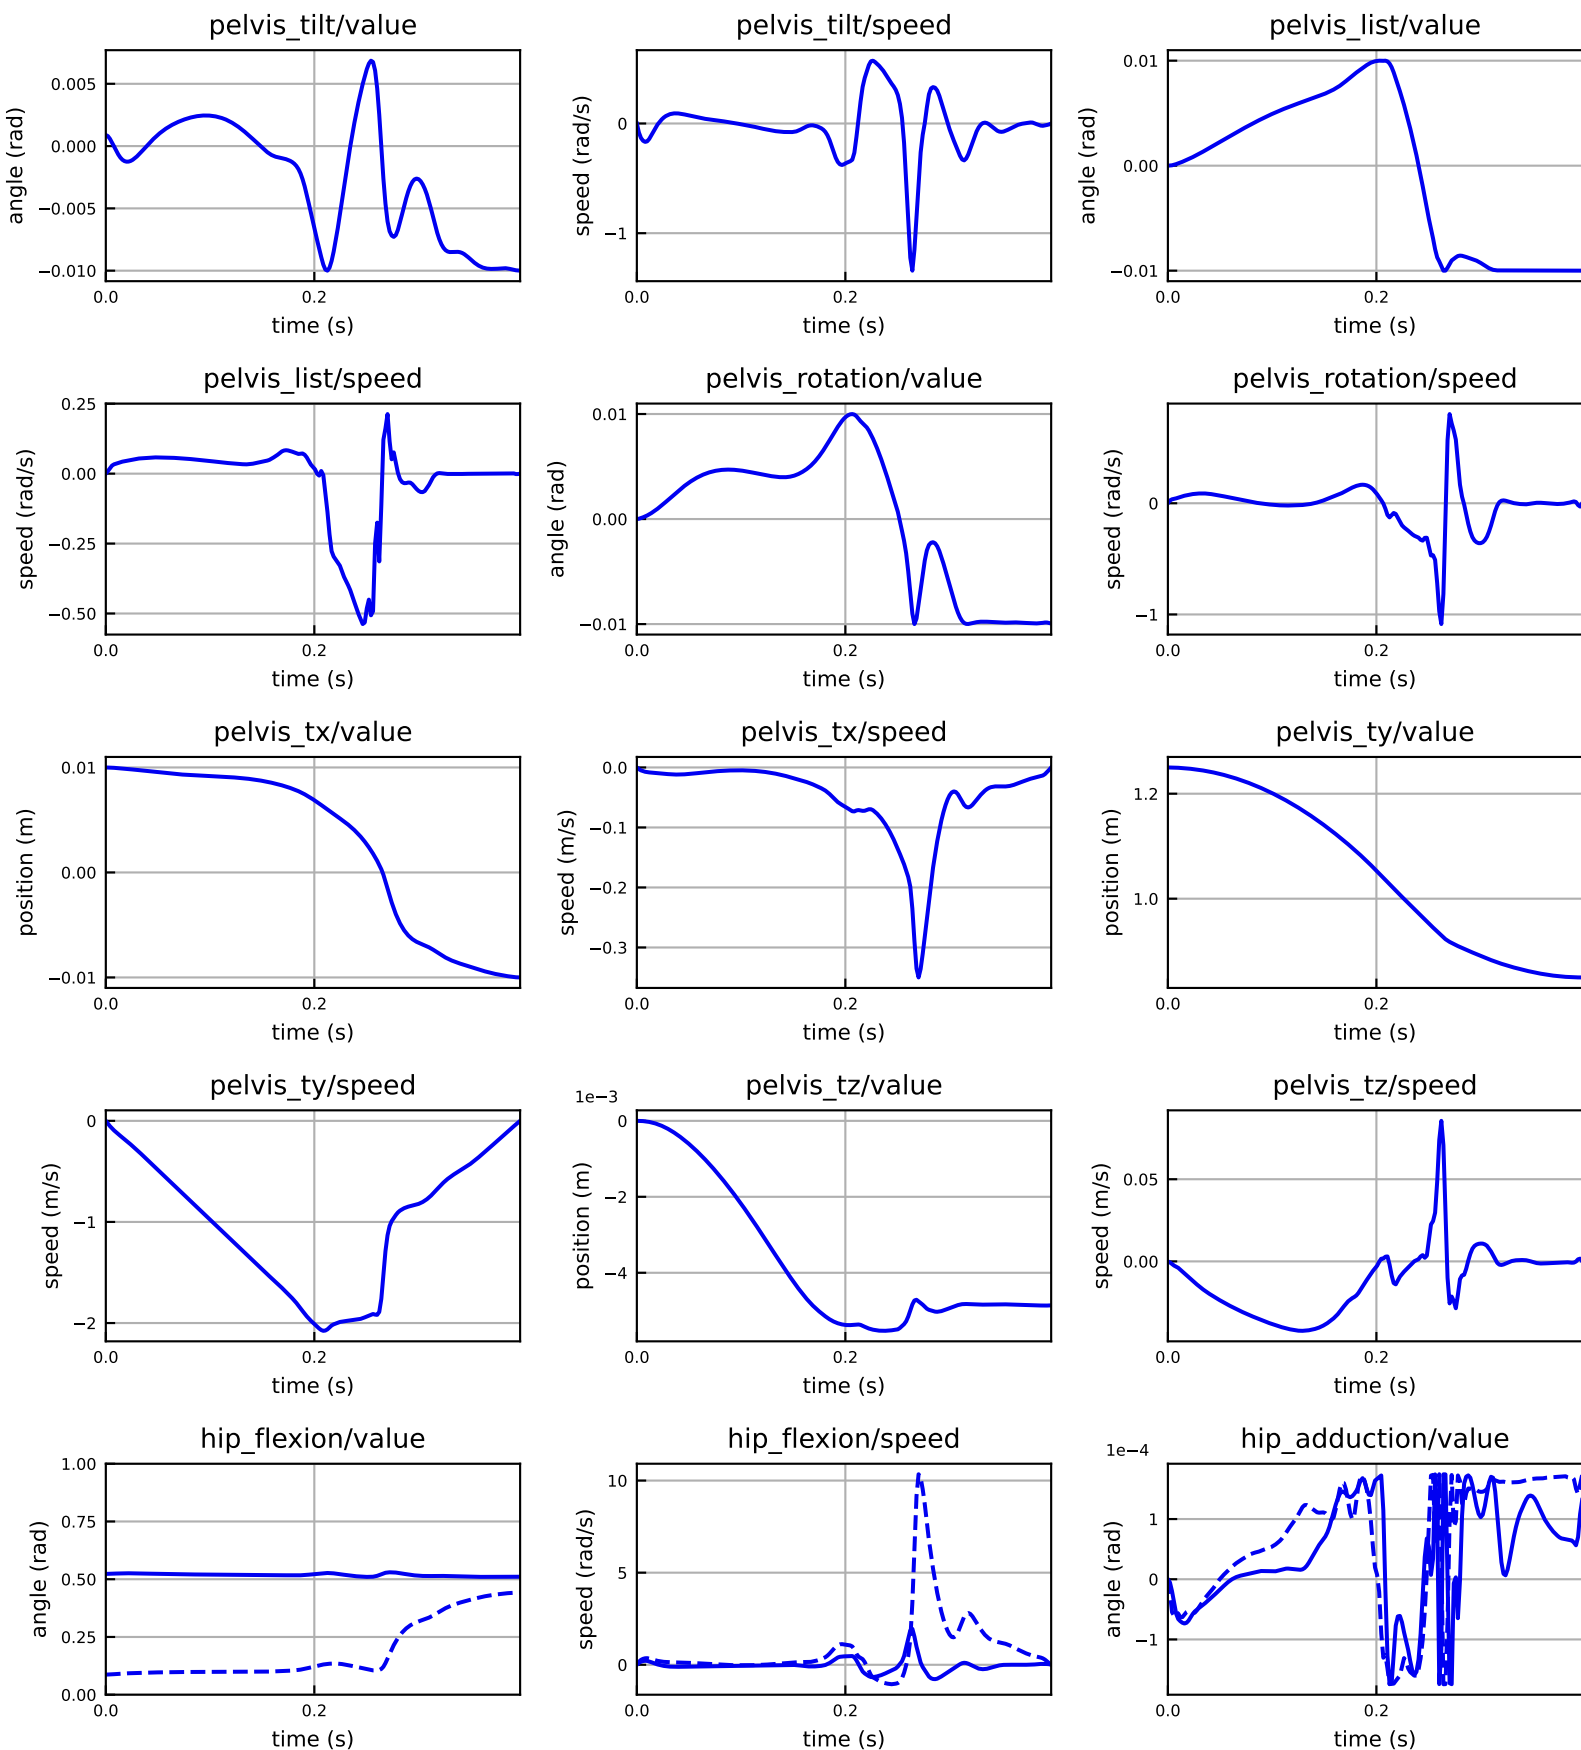 pelvis_tilt/value
pelvis_tilt/speed
pelvis_list/value
angle (rad)
0.005
0.000
−0.005
−0.010
0.0
0.2
time (s)
speed (rad/s)
0
−1
0.0
0.2
time (s)
angle (rad)
0.01
0.00
−0.01
0.0
0.2
time (s)
pelvis_list/speed
pelvis_rotation/value
pelvis_rotation/speed
speed (rad/s)
0.25
0.00
−0.25
−0.50
0.0
0.2
time (s)
angle (rad)
0.01
0.00
−0.01
0.0
0.2
time (s)
speed (rad/s)
0
−1
0.0
0.2
time (s)
pelvis_tx/value
pelvis_tx/speed
pelvis_ty/value
position (m)
0.01
0.00
−0.01
0.0
0.2
time (s)
speed (m/s)
0.0
−0.1
−0.2
−0.3
0.0
0.2
time (s)
position (m)
1.2
1.0
0.0
0.2
time (s)
pelvis_ty/speed
pelvis_tz/value
pelvis_tz/speed
speed (m/s)
0
−1
−2
0.0
0.2
time (s)
1e−3
position (m)
0
−2
−4
0.0
0.2
time (s)
speed (m/s)
0.05
0.00
0.0
0.2
time (s)
hip_flexion/value
hip_flexion/speed
hip_adduction/value
angle (rad)
1.00
0.75
0.50
0.25
0.00
0.0
0.2
time (s)
speed (rad/s)
10
5
0
0.0
0.2
time (s)
1e−4
angle (rad)
1
0
−1
0.0
0.2
time (s)